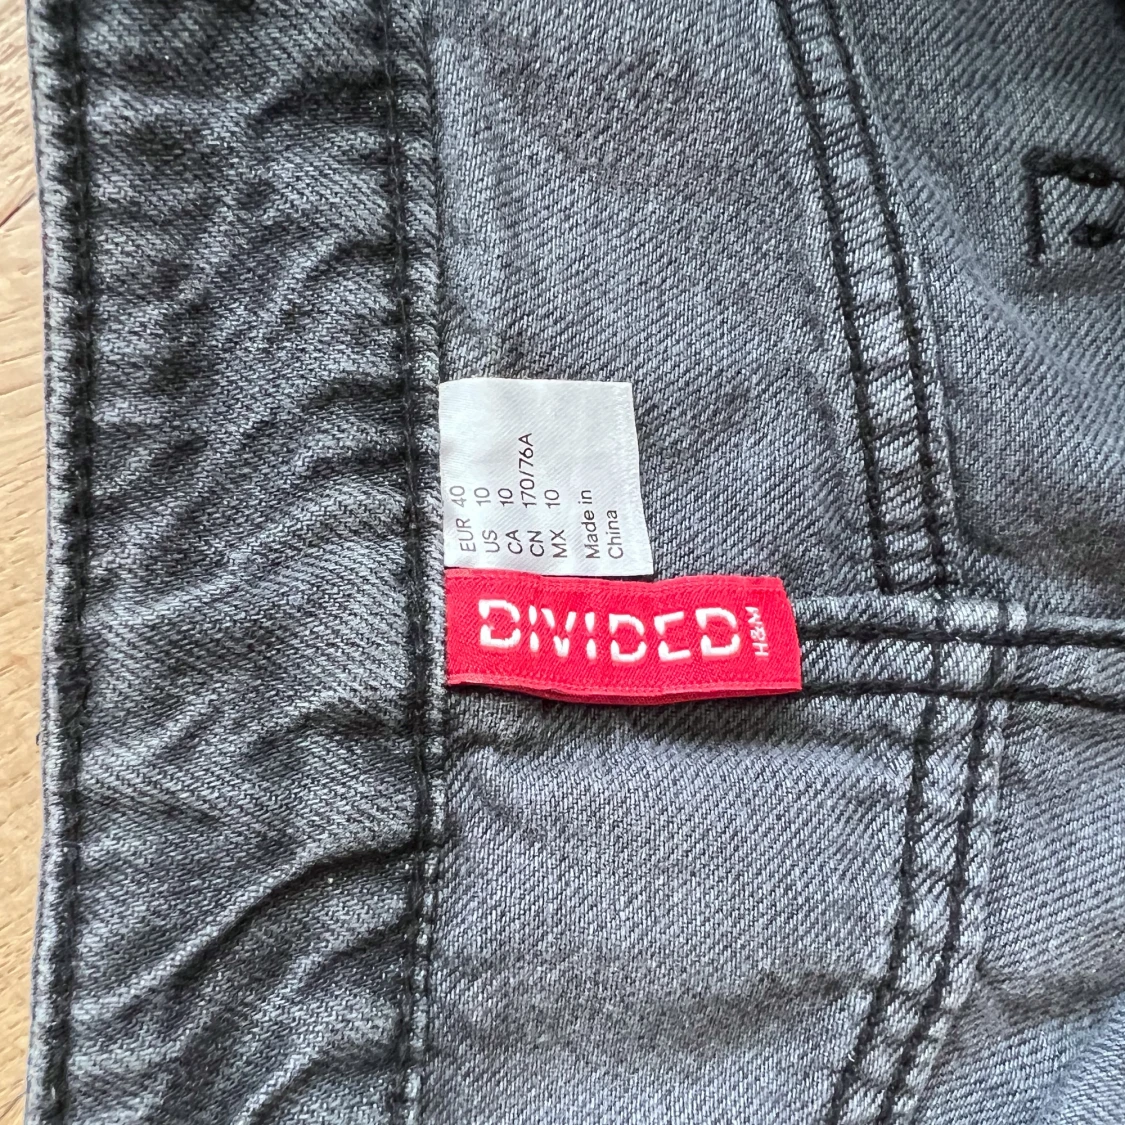 EUR 40
US 10
CA 10
CN 170/76A
MX 10
Made in
China
DIVIDED
H&M